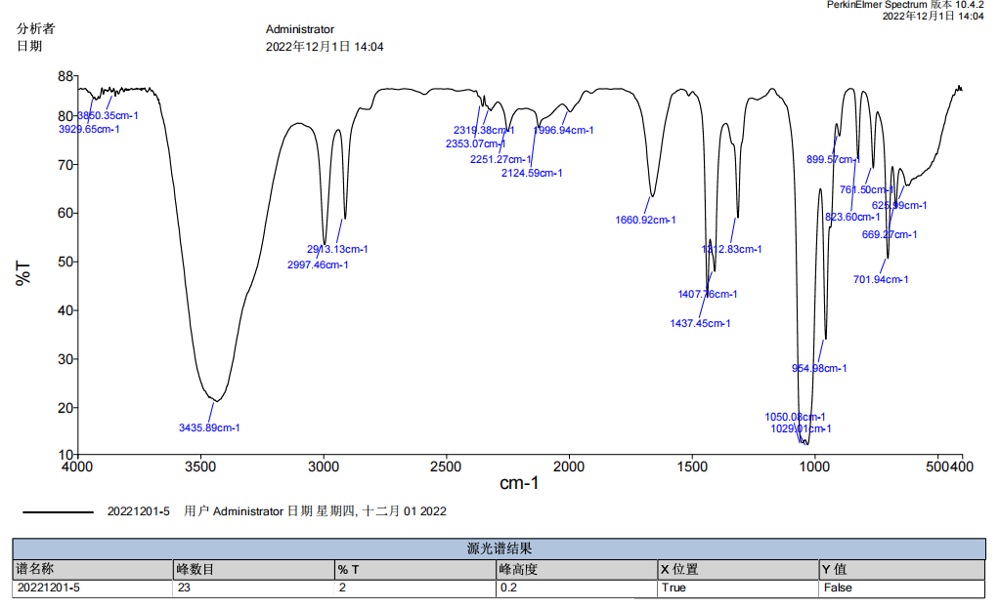 PerkinElmer Spectrum 版本 10.4.2
2022年12月1日 14:04
分析者 Administrator
日期 2022年12月1日 14:04
88
80
70
60
50
40
30
20
10
%T
4000 3500 3000 2500 2000 1500 1000 500 400
cm-1
3850.35cm-1
3929.65cm-1
3435.89cm-1
2913.13cm-1
2997.46cm-1
2319.38cm-1
2353.07cm-1
2251.27cm-1
2124.59cm-1
1996.94cm-1
1660.92cm-1
1312.83cm-1
1407.76cm-1
1437.45cm-1
1050.08cm-1
1029.01cm-1
954.98cm-1
899.57cm-1
823.60cm-1
761.50cm-1
701.94cm-1
669.27cm-1
625.99cm-1
20221201-5 用户 Administrator 日期 星期四, 十二月 01 2022
源光谱结果
谱名称 峰数目 % T 峰高度 X 位置 Y 值
20221201-5 23 2 0.2 True False